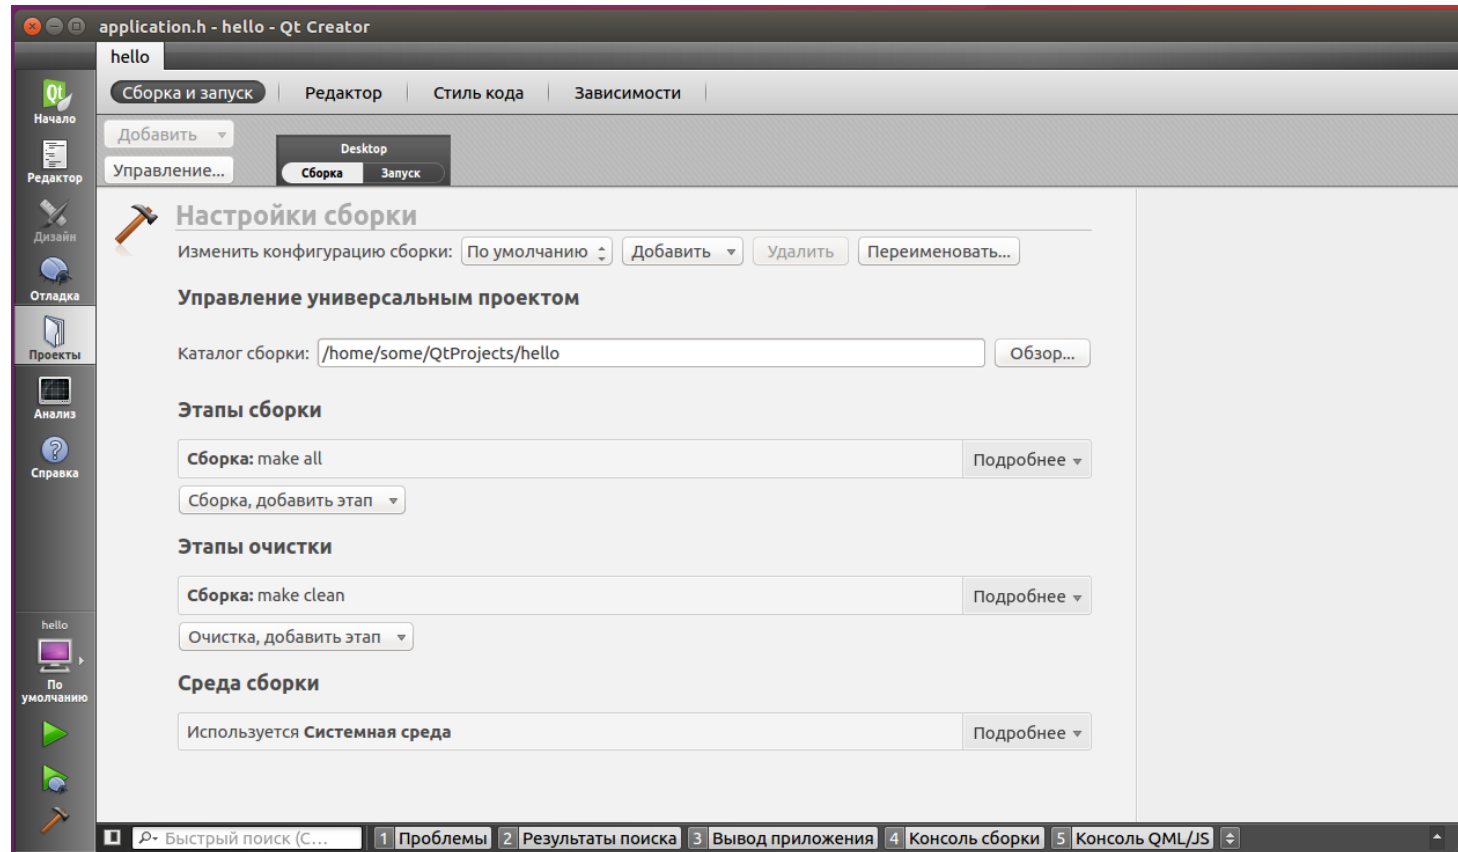 application.h - hello - Qt Creator
hello
Сборка и запуск Редактор Стиль кода Зависимости
Qt
Начало
Добавить
Управление...
Desktop
Сборка Запуск
Редактор
Дизайн
Отладка
Проекты
Анализ
Справка
Настройки сборки
Изменить конфигурацию сборки: По умолчанию Добавить Удалить Переименовать...
Управление универсальным проектом
Каталог сборки: /home/some/QtProjects/hello Обзор...
Этапы сборки
Сборка: make all Подробнее
Сборка, добавить этап
Этапы очистки
Сборка: make clean Подробнее
Очистка, добавить этап
Среда сборки
Используется Системная среда Подробнее
hello
По
умолчанию
Быстрый поиск (С... 1 Проблемы 2 Результаты поиска 3 Вывод приложения 4 Консоль сборки 5 Консоль QML/JS